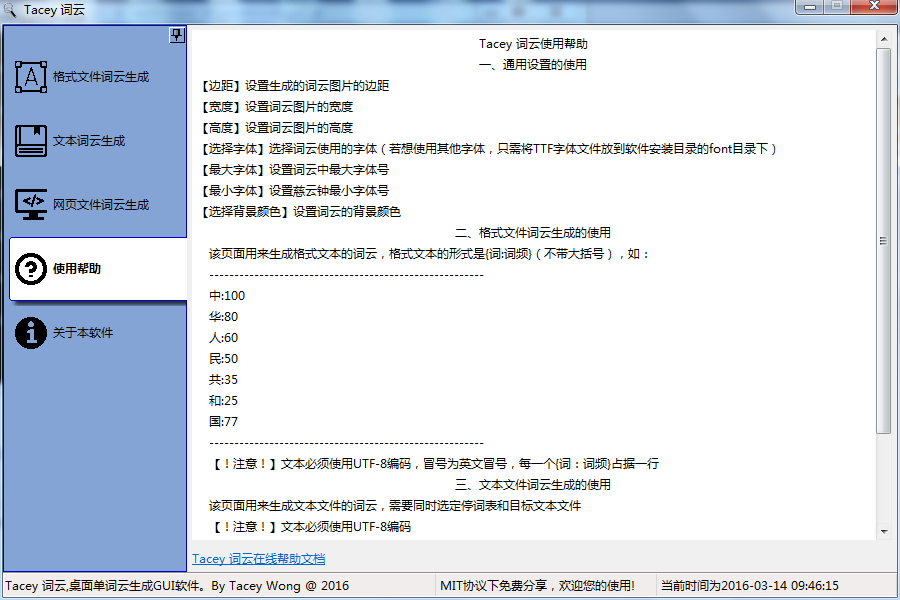 Tacey 词云
格式文件词云生成
文本词云生成
网页文件词云生成
使用帮助
关于本软件
Tacey 词云使用帮助
一、通用设置的使用
【边距】设置生成的词云图片的边距
【宽度】设置词云图片的宽度
【高度】设置词云图片的高度
【选择字体】选择词云使用的字体（若想使用其他字体，只需将TTF字体文件放到软件安装目录的font目录下）
【最大字体】设置词云中最大字体号
【最小字体】设置慈云钟最小字体号
【选择背景颜色】设置词云的背景颜色
二、格式文件词云生成的使用
该页面用来生成格式文本的词云，格式文本的形式是{词:词频}（不带大括号），如：
-------------------------------------------------------
中:100
华:80
人:60
民:50
共:35
和:25
国:77
-------------------------------------------------------
【！注意！】文本必须使用UTF-8编码，冒号为英文冒号，每一个{词：词频}占据一行
三、文本文件词云生成的使用
该页面用来生成文本文件的词云，需要同时选定停词表和目标文本文件
【！注意！】文本必须使用UTF-8编码
Tacey 词云在线帮助文档
Tacey 词云,桌面单词云生成GUI软件。By Tacey Wong @ 2016
MIT协议下免费分享，欢迎您的使用!
当前时间为2016-03-14 09:46:15